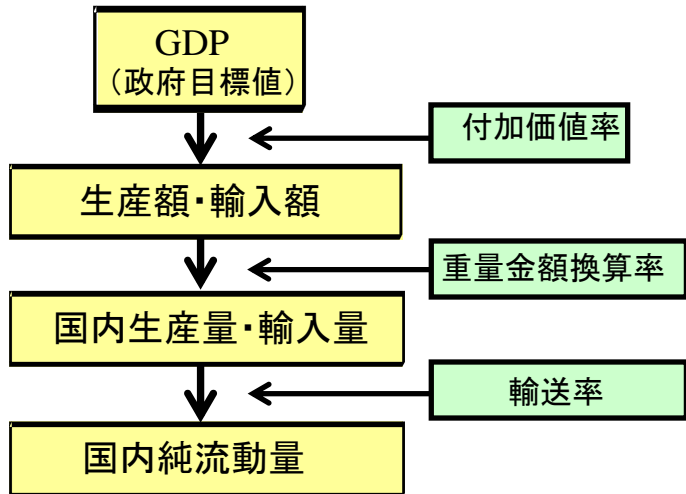 GDP
（政府目標値）
付加価値率
生産額・輸入額
重量金額換算率
国内生産量・輸入量
輸送率
国内純流動量